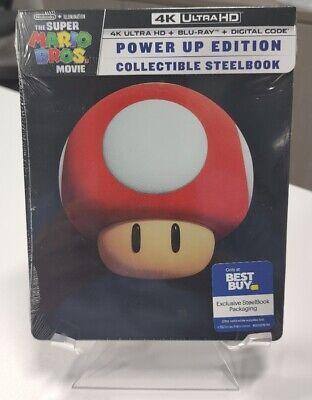 Nintendo + ILLUMINATION
THE SUPER
MARIO
BROS.
MOVIE
4K ULTRA HD
4K ULTRA HD + BLU-RAY™ + DIGITAL CODE
POWER UP EDITION
COLLECTIBLE STEELBOOK
Only at
BEST
BUY
Exclusive SteelBook
Packaging